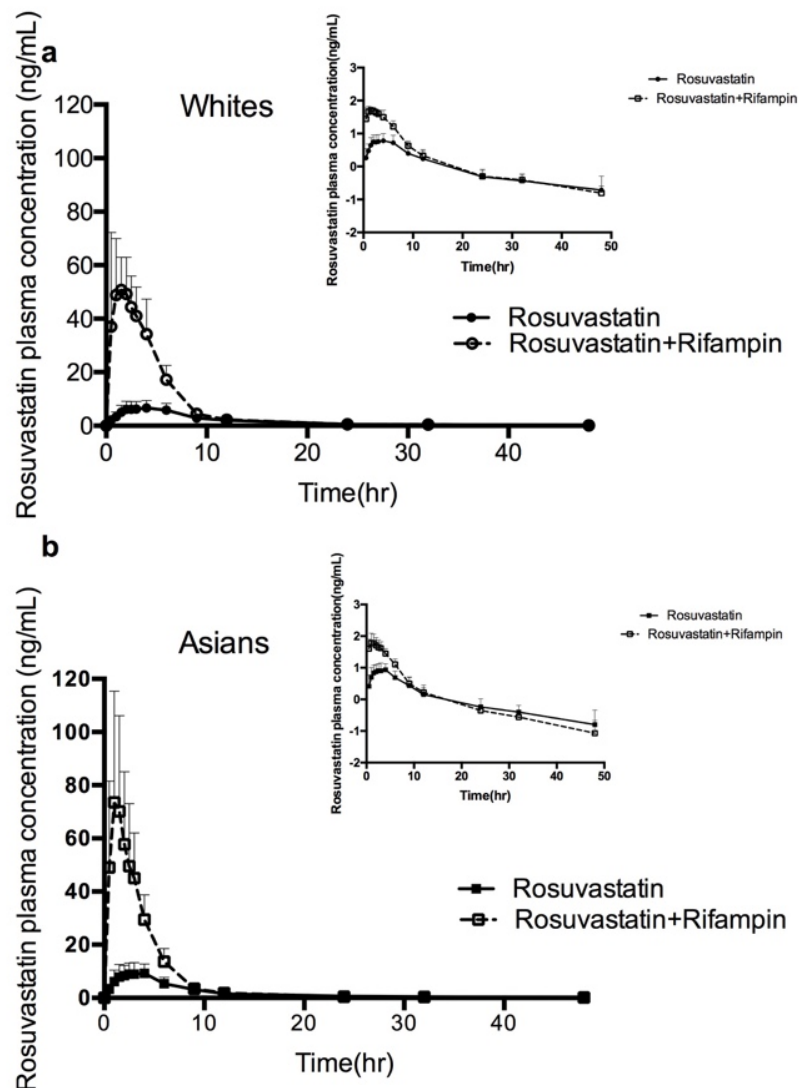 a
Whites
Rosuvastatin plasma concentration (ng/mL)
120
100
80
60
40
20
0
0
10
20
30
40
Time(hr)
Rosuvastatin plasma concentration(ng/mL)
3
2
1
0
-1
-2
0
10
20
30
40
50
Time(hr)
Rosuvastatin
Rosuvastatin+Rifampin
Rosuvastatin
Rosuvastatin+Rifampin
b
Asians
Rosuvastatin plasma concentration (ng/mL)
120
100
80
60
40
20
0
0
10
20
30
40
Time(hr)
Rosuvastatin plasma concentration(ng/mL)
3
2
1
0
-1
-2
0
10
20
30
40
50
Time(hr)
Rosuvastatin
Rosuvastatin+Rifampin
Rosuvastatin
Rosuvastatin+Rifampin